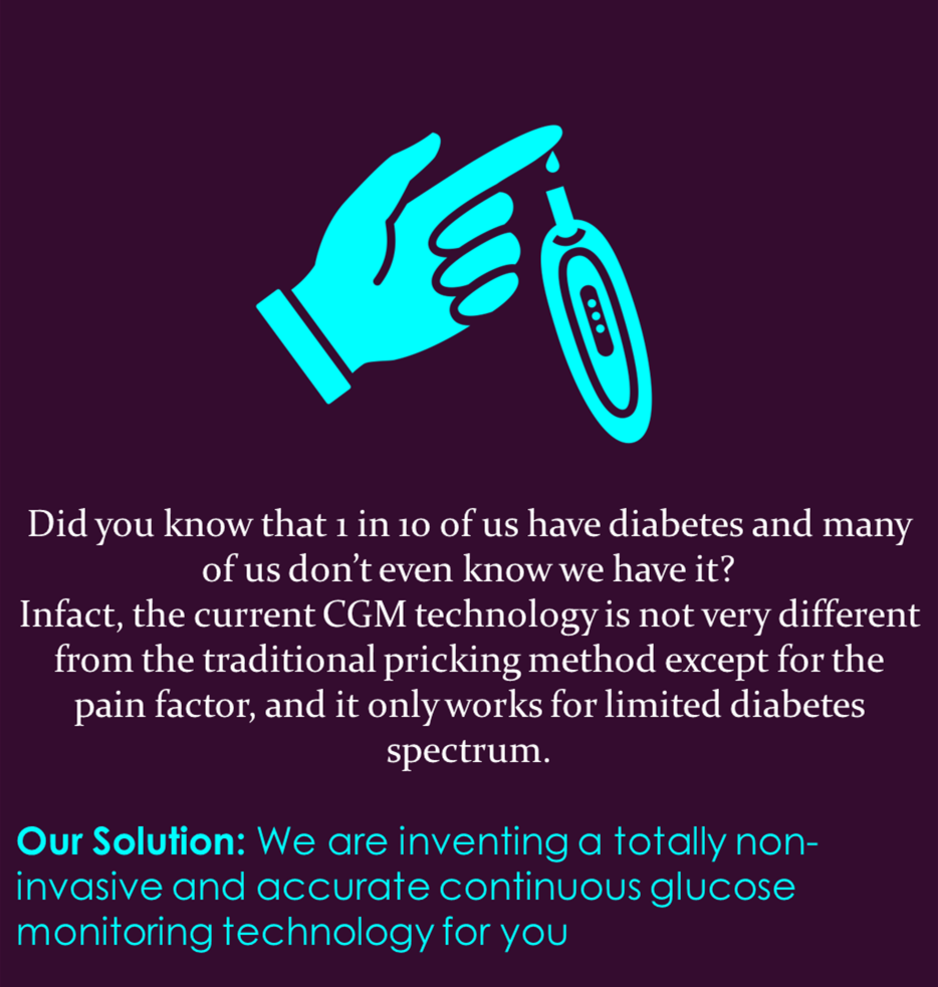 Did you know that 1 in 10 of us have diabetes and many
of us don’t even know we have it?
Infact, the current CGM technology is not very different
from the traditional pricking method except for the
pain factor, and it only works for limited diabetes
spectrum.
Our Solution: We are inventing a totally non-
invasive and accurate continuous glucose
monitoring technology for you